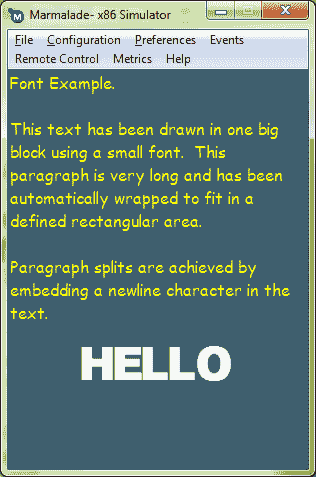 Marmalade- x86 Simulator
File Configuration Preferences Events
Remote Control Metrics Help
Font Example.
This text has been drawn in one big
block using a small font. This
paragraph is very long and has been
automatically wrapped to fit in a
defined rectangular area.
Paragraph splits are achieved by
embedding a newline character in the
text.
HELLO